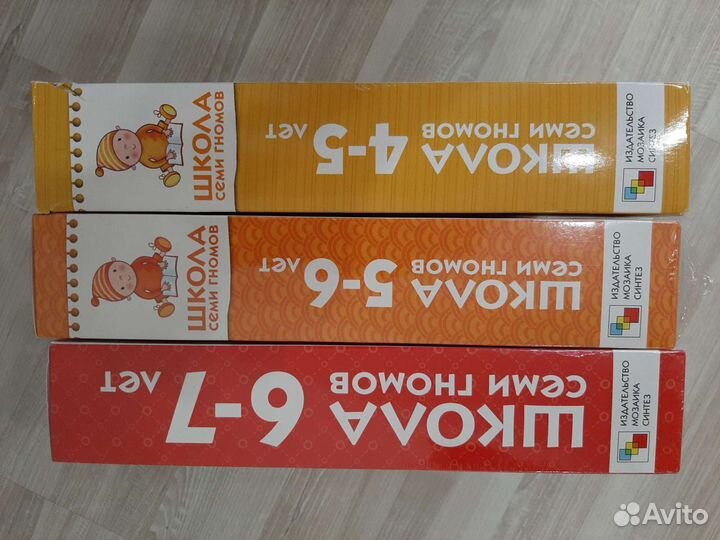 ШКОЛА
СЕМИ ГНОМОВ
ШКОЛА 4-5 ЛЕТ
СЕМИ ГНОМОВ
ИЗДАТЕЛЬСТВО
МОЗАИКА
СИНТЕЗ
ШКОЛА
СЕМИ ГНОМОВ
ШКОЛА 5-6 ЛЕТ
СЕМИ ГНОМОВ
ИЗДАТЕЛЬСТВО
МОЗАИКА
СИНТЕЗ
ШКОЛА 6-7 ЛЕТ
СЕМИ ГНОМОВ
ИЗДАТЕЛЬСТВО
МОЗАИКА
СИНТЕЗ
Avito